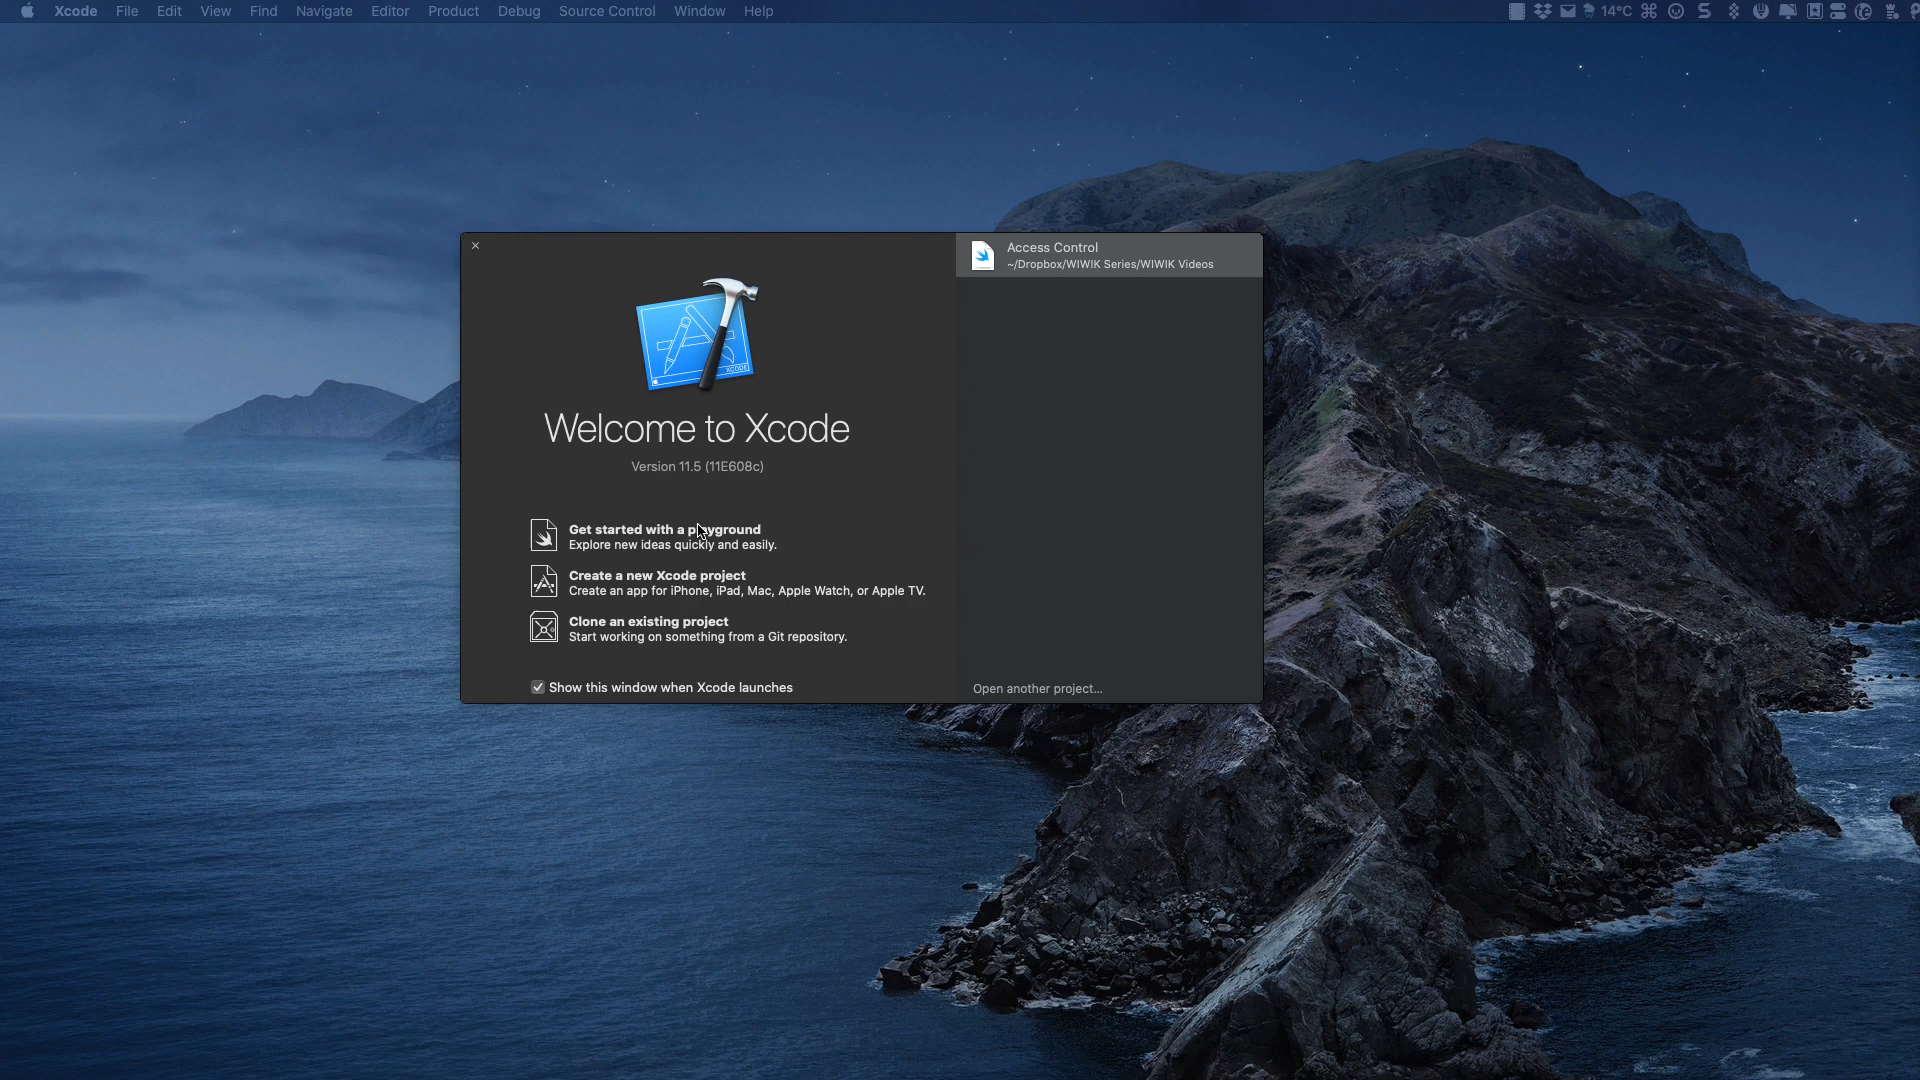 Xcode File Edit View Find Navigate Editor Product Debug Source Control Window Help
14°C
Access Control
~/Dropbox/WIWIK Series/WIWIK Videos
XCODE
Welcome to Xcode
Version 11.5 (11E608c)
Get started with a playground
Explore new ideas quickly and easily.
Create a new Xcode project
Create an app for iPhone, iPad, Mac, Apple Watch, or Apple TV.
Clone an existing project
Start working on something from a Git repository.
Show this window when Xcode launches
Open another project...